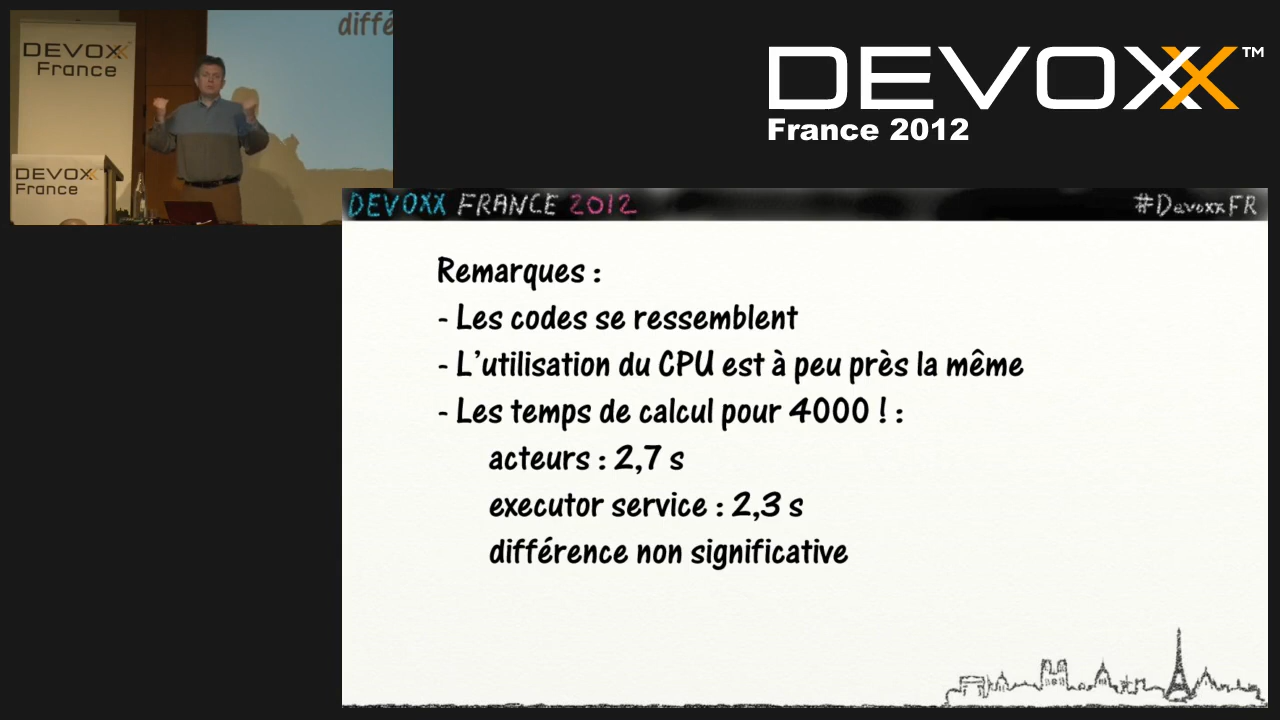 diffé
DEVOXX
France
DEVOXX
France
DEVOXX™
France 2012
DEVOXX FRANCE 2012
#DevoxxFR
Remarques :
- Les codes se ressemblent
- L'utilisation du CPU est à peu près la même
- Les temps de calcul pour 4000 ! :
acteurs : 2,7 s
executor service : 2,3 s
différence non significative